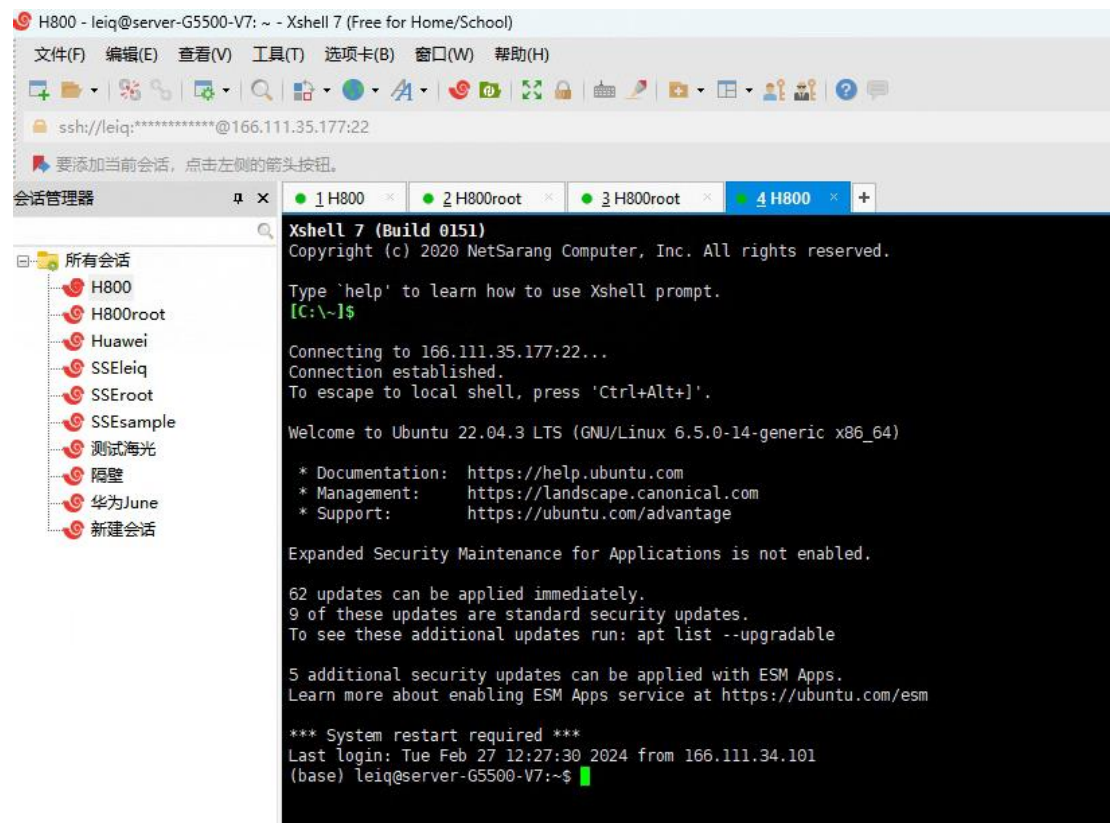 H800 - leiq@server-G5500-V7: ~ - Xshell 7 (Free for Home/School)
文件(F) 编辑(E) 查看(V) 工具(T) 选项卡(B) 窗口(W) 帮助(H)
ssh://leiq:************@166.111.35.177:22
要添加当前会话，点击左侧的箭头按钮。
会话管理器
1 H800
2 H800root
3 H800root
4 H800
所有会话
H800
H800root
Huawei
SSEleiq
SSEroot
SSEsample
测试海光
隔壁
华为June
新建会话
Xshell 7 (Build 0151)
Copyright (c) 2020 NetSarang Computer, Inc. All rights reserved.
Type `help' to learn how to use Xshell prompt.
[C:\~]$
Connecting to 166.111.35.177:22...
Connection established.
To escape to local shell, press 'Ctrl+Alt+]'.
Welcome to Ubuntu 22.04.3 LTS (GNU/Linux 6.5.0-14-generic x86_64)
* Documentation: https://help.ubuntu.com
* Management: https://landscape.canonical.com
* Support: https://ubuntu.com/advantage
Expanded Security Maintenance for Applications is not enabled.
62 updates can be applied immediately.
9 of these updates are standard security updates.
To see these additional updates run: apt list --upgradable
5 additional security updates can be applied with ESM Apps.
Learn more about enabling ESM Apps service at https://ubuntu.com/esm
*** System restart required ***
Last login: Tue Feb 27 12:27:30 2024 from 166.111.34.101
(base) leiq@server-G5500-V7:~$